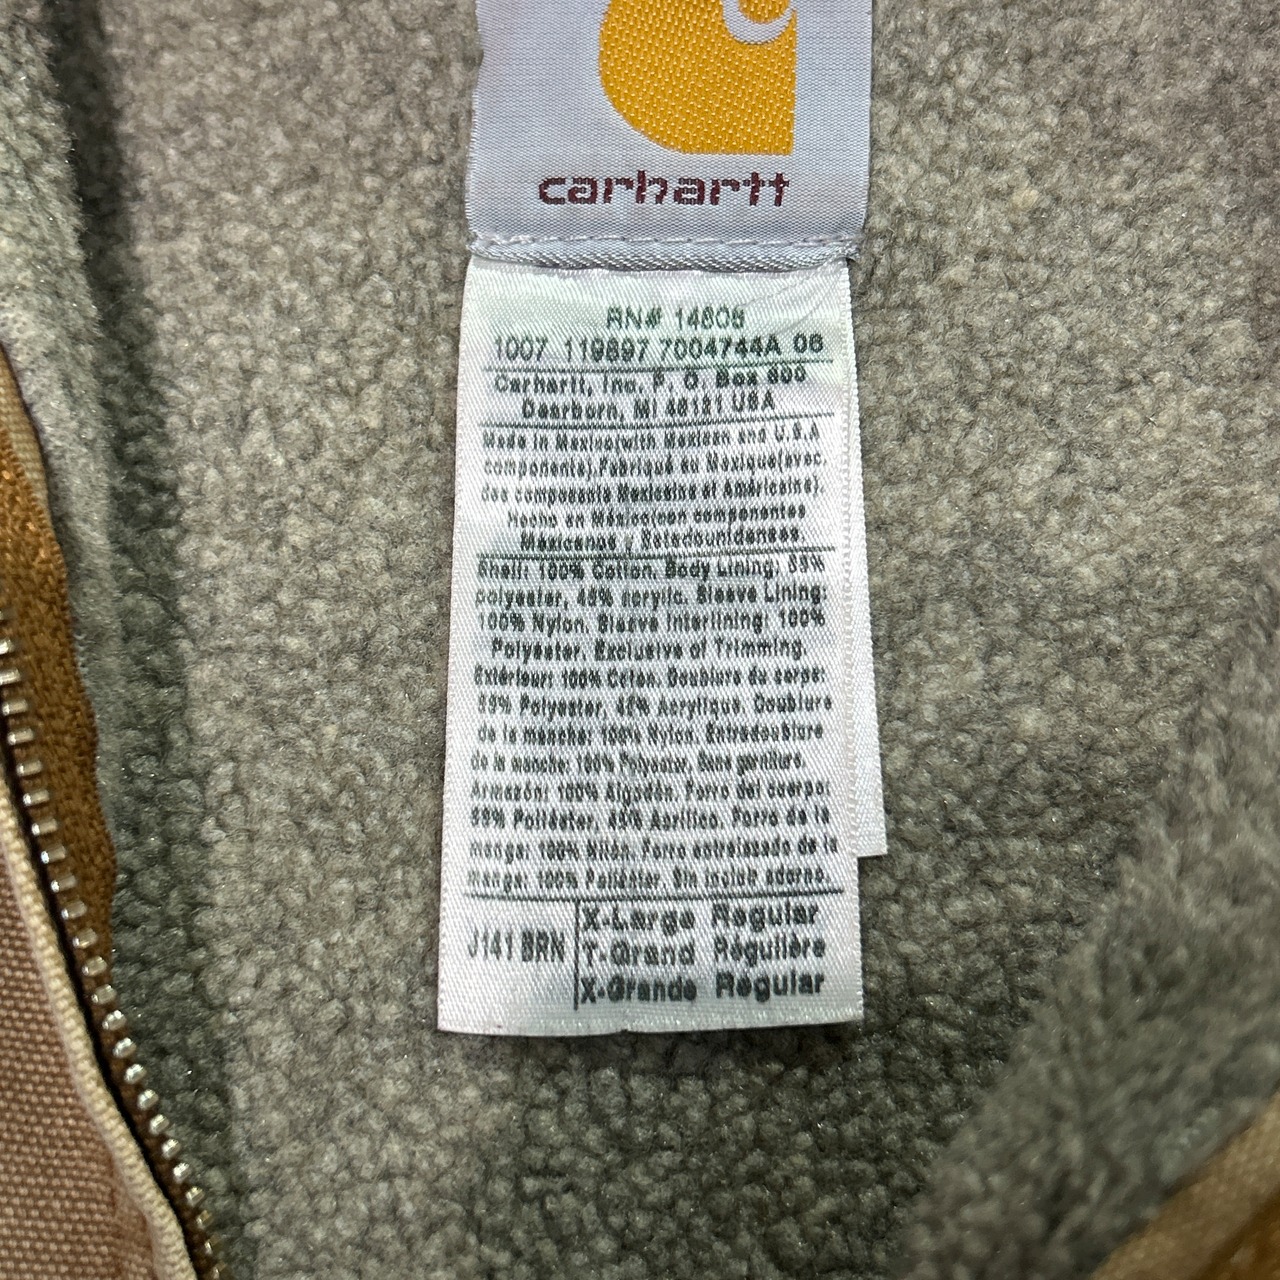 carhartt
RN# 14806
1007 119897 7004744A 06
Carhartt, Inc. P. O. Box 600
Dearborn, MI 48121 USA
Made in Mexico(with Mexican and U.S.A
components).Fabriqué au Mexique(avec.
des composants Mexicains et Américains).
Hecho en México(con componentes
Mexicanos y Estadounidenses.
Shell: 100% Cotton. Body Lining: 55%
polyester, 45% acrylic. Sleeve Lining:
100% Nylon. Sleeve Interlining: 100%
Polyester. Exclusive of Trimming.
Extérieur: 100% Coton. Doublure du corps:
55% Polyester, 45% Acrylique. Doublure
de la manche: 100% Nylon. Entredoublure
de la manche: 100% Polyester. Sans garniture.
Armazón: 100% Algodón. Forro del cuerpo:
55% Poliéster, 45% Acrílico. Forro de la
manga: 100% Nilón. Forro entrelazado de la
manga: 100% Poliéster. Sin incluir adorno.
J141 BRN
X-Large Regular
T-Grand Régulière
X-Grande Regular